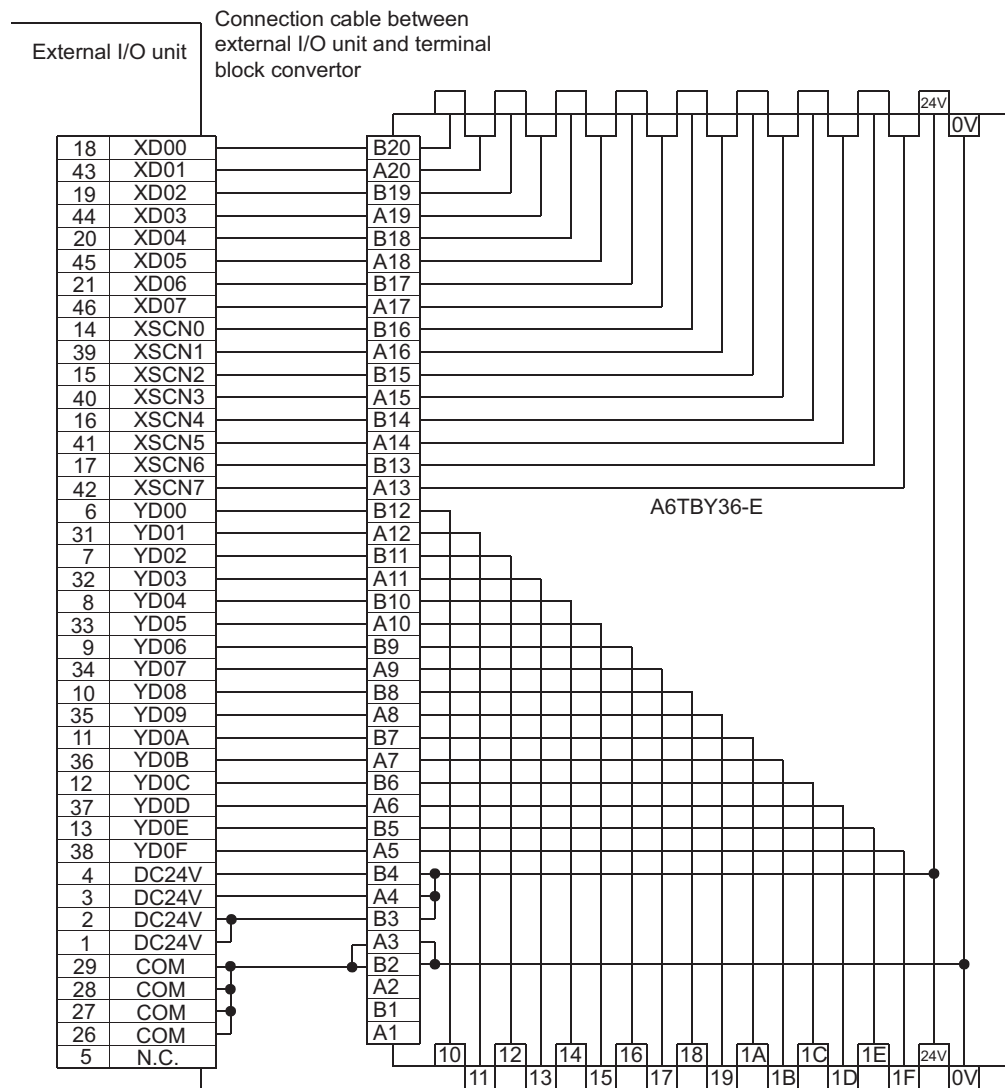 Connection cable between
external I/O unit and terminal
block convertor
External I/O unit
24V
0V
18 XD00 B20
43 XD01 A20
19 XD02 B19
44 XD03 A19
20 XD04 B18
45 XD05 A18
21 XD06 B17
46 XD07 A17
14 XSCN0 B16
39 XSCN1 A16
15 XSCN2 B15
40 XSCN3 A15
16 XSCN4 B14
41 XSCN5 A14
17 XSCN6 B13
42 XSCN7 A13
A6TBY36-E
6 YD00 B12
31 YD01 A12
7 YD02 B11
32 YD03 A11
8 YD04 B10
33 YD05 A10
9 YD06 B9
34 YD07 A9
10 YD08 B8
35 YD09 A8
11 YD0A B7
36 YD0B A7
12 YD0C B6
37 YD0D A6
13 YD0E B5
38 YD0F A5
4 DC24V B4
3 DC24V A4
2 DC24V B3
1 DC24V A3
29 COM B2
28 COM A2
27 COM B1
26 COM A1
5 N.C.
10 12 14 16 18 1A 1C 1E 24V
11 13 15 17 19 1B 1D 1F 0V